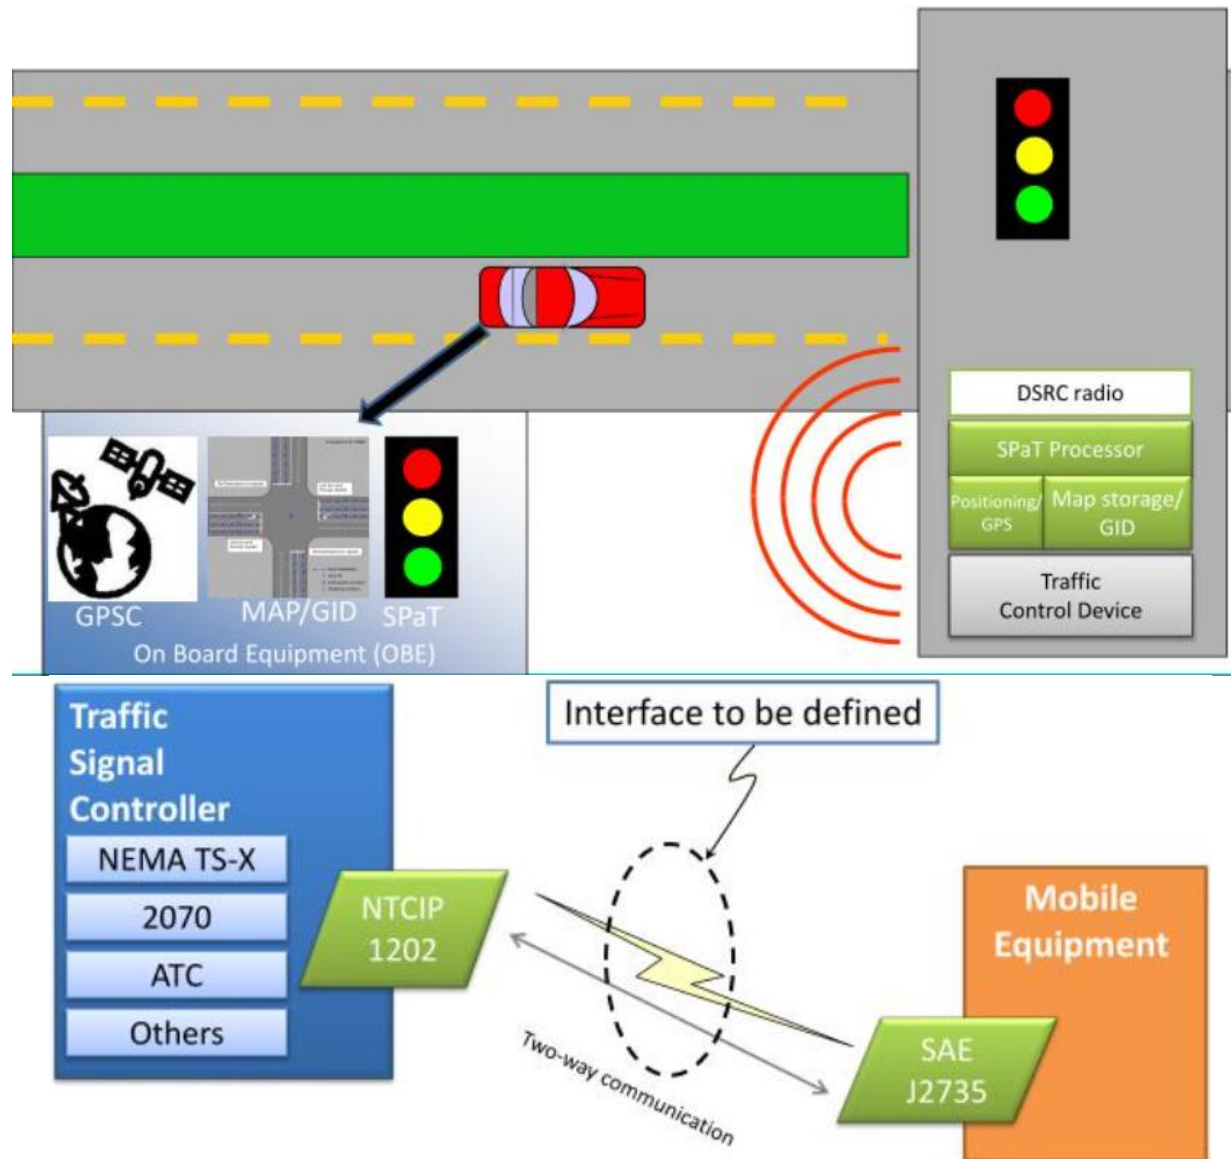 DSRC radio
SPaT Processor
Positioning/
GPS
Map storage/
GID
Traffic
Control Device
GPSC
MAP/GID
SPaT
On Board Equipment (OBE)
Traffic
Signal
Controller
NEMA TS-X
2070
ATC
Others
NTCIP
1202
Interface to be defined
Two-way communication
Mobile
Equipment
SAE
J2735